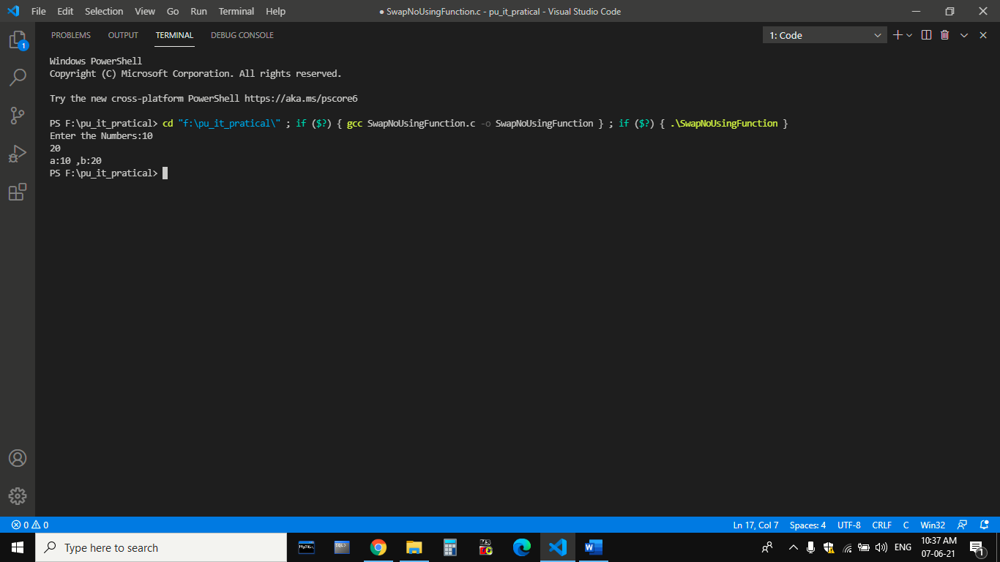 File Edit Selection View Go Run Terminal Help ● SwapNoUsingFunction.c - pu_it_pratical - Visual Studio Code
PROBLEMS OUTPUT TERMINAL DEBUG CONSOLE 1: Code
1
Windows PowerShell
Copyright (C) Microsoft Corporation. All rights reserved.
Try the new cross-platform PowerShell https://aka.ms/pscore6
PS F:\pu_it_pratical> cd "f:\pu_it_pratical\" ; if ($?) { gcc SwapNoUsingFunction.c -o SwapNoUsingFunction } ; if ($?) { .\SwapNoUsingFunction }
Enter the Numbers:10
20
a:10 ,b:20
PS F:\pu_it_pratical>
0 0 Ln 17, Col 7 Spaces: 4 UTF-8 CRLF C Win32
Type here to search MySQL SQL> MS W ENG 10:37 AM
07-06-21 1